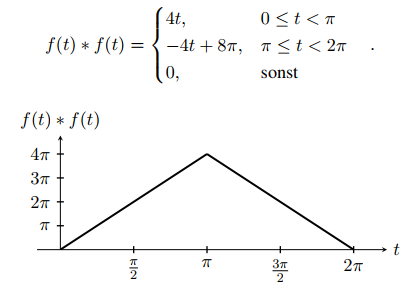 f(t) ∗ f(t) = { 4t, 0 ≤ t < π
−4t + 8π, π ≤ t < 2π .
0, sonst
f(t) ∗ f(t)
4π
3π
2π
π
t
π/2 π 3π/2 2π